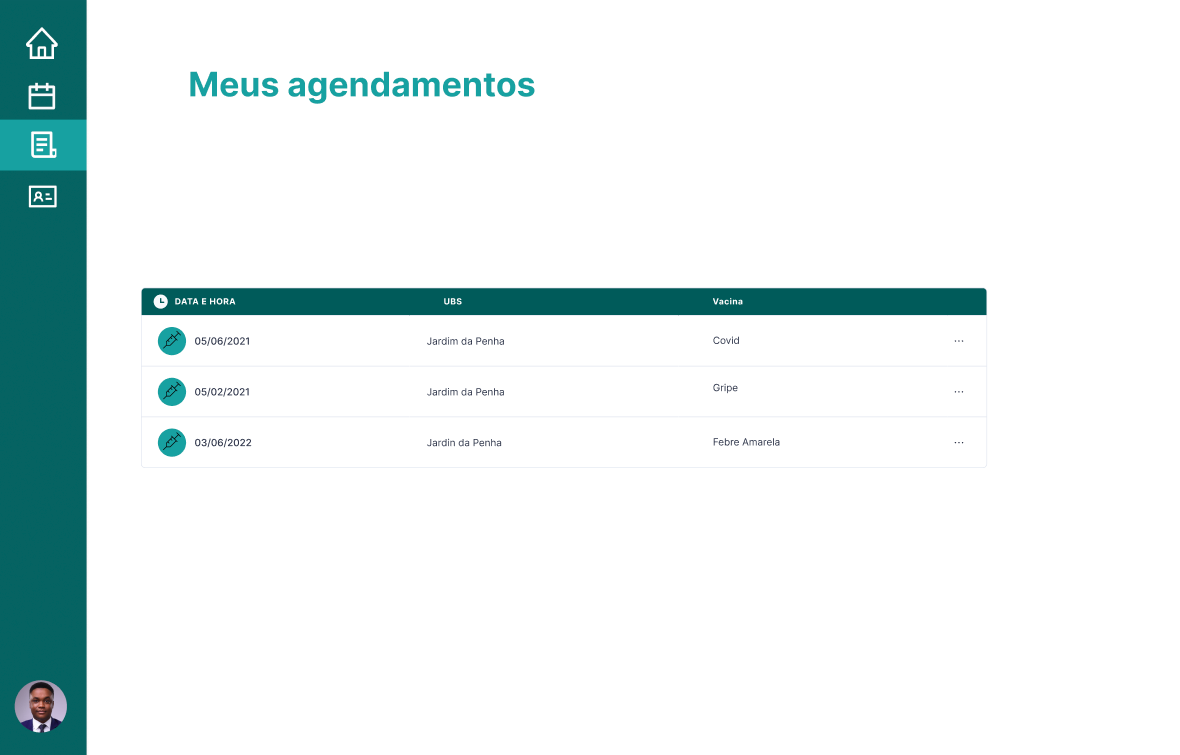 Meus agendamentos
DATA E HORA UBS Vacina
05/06/2021 Jardim da Penha Covid ...
05/02/2021 Jardim da Penha Gripe ...
03/06/2022 Jardin da Penha Febre Amarela ...